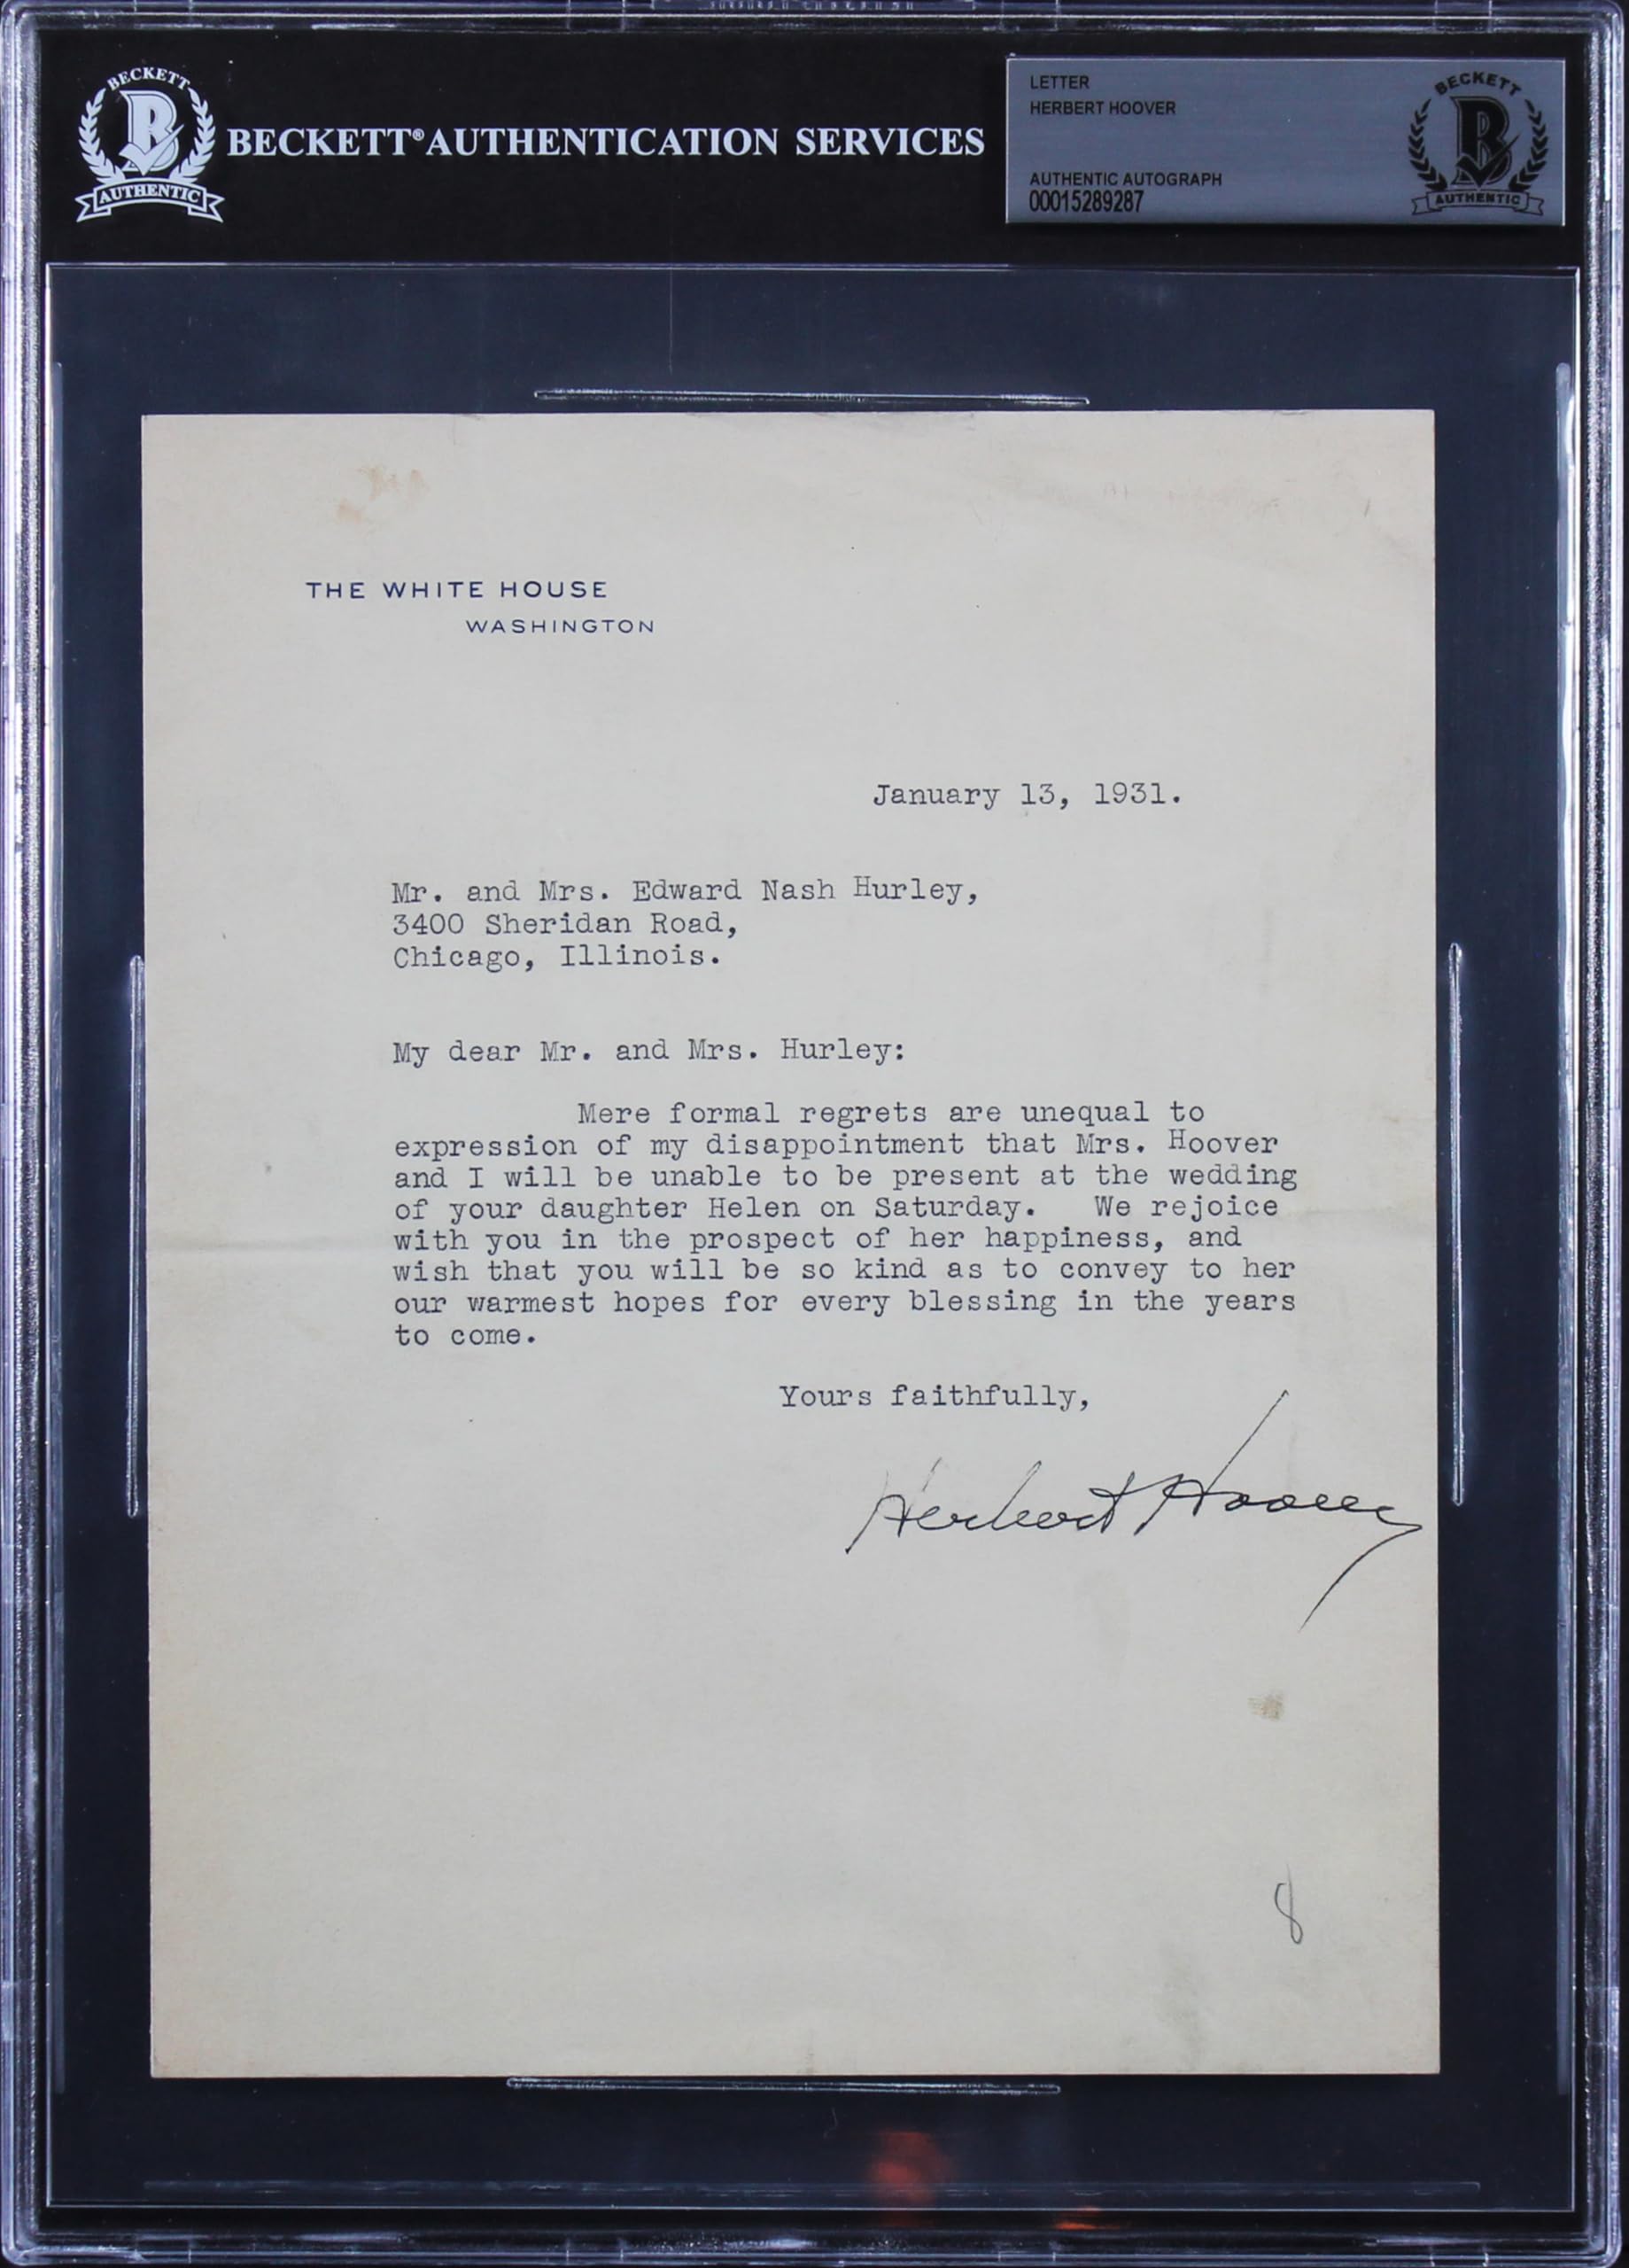 BECKETT
AUTHENTIC
BECKETT® AUTHENTICATION SERVICES
LETTER
HERBERT HOOVER
AUTHENTIC AUTOGRAPH
00015289287
BECKETT
AUTHENTIC
THE WHITE HOUSE
WASHINGTON
January 13, 1931.
Mr. and Mrs. Edward Nash Hurley,
3400 Sheridan Road,
Chicago, Illinois.
My dear Mr. and Mrs. Hurley:
Mere formal regrets are unequal to
expression of my disappointment that Mrs. Hoover
and I will be unable to be present at the wedding
of your daughter Helen on Saturday. We rejoice
with you in the prospect of her happiness, and
wish that you will be so kind as to convey to her
our warmest hopes for every blessing in the years
to come.
Yours faithfully,
Herbert Hoover
8